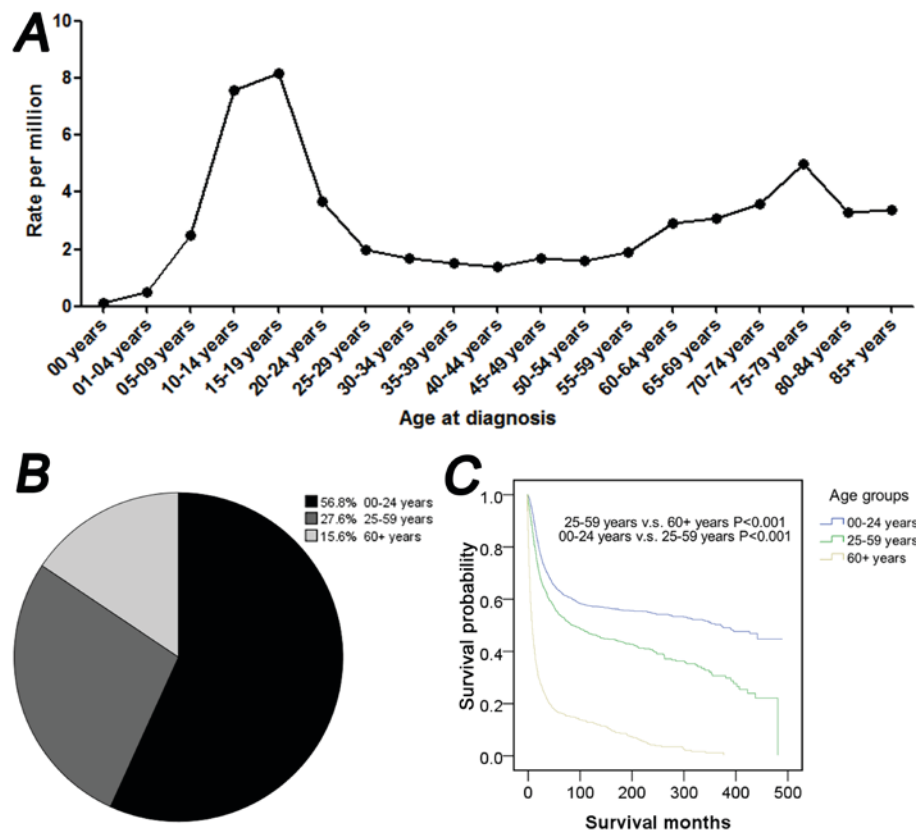 A
10
8
6
4
2
0
Rate per million
00 years
01-04 years
05-09 years
10-14 years
15-19 years
20-24 years
25-29 years
30-34 years
35-39 years
40-44 years
45-49 years
50-54 years
55-59 years
60-64 years
65-69 years
70-74 years
75-79 years
80-84 years
85+ years
Age at diagnosis
B
56.8% 00-24 years
27.6% 25-59 years
15.6% 60+ years
C
1.0
0.8
0.6
0.4
0.2
0.0
Survival probability
25-59 years v.s. 60+ years P<0.001
00-24 years v.s. 25-59 years P<0.001
0 100 200 300 400 500
Survival months
Age groups
00-24 years
25-59 years
60+ years